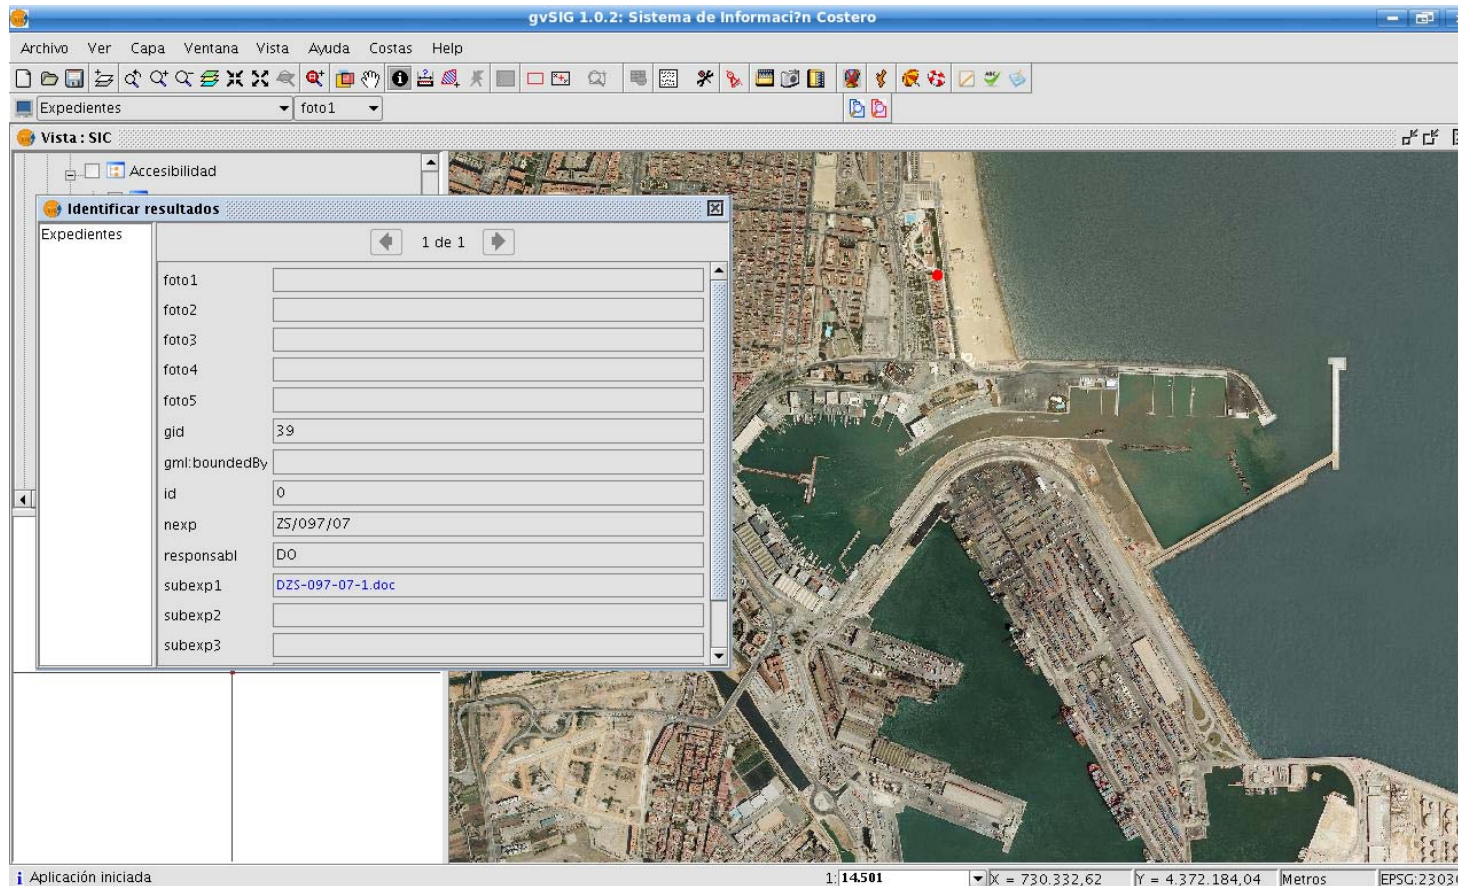 gvSIG 1.0.2: Sistema de Informaci?n Costero
Archivo Ver Capa Ventana Vista Ayuda Costas Help
Expedientes foto1
Vista : SIC
Accesibilidad
Identificar resultados
Expedientes
1 de 1
foto1
foto2
foto3
foto4
foto5
gid 39
gml:boundedBy
id 0
nexp ZS/097/07
responsabl DO
subexp1 DZS-097-07-1.doc
subexp2
subexp3
Aplicación iniciada 1: 14.501 X = 730.332,62 Y = 4.372.184,04 Metros EPSG:23030